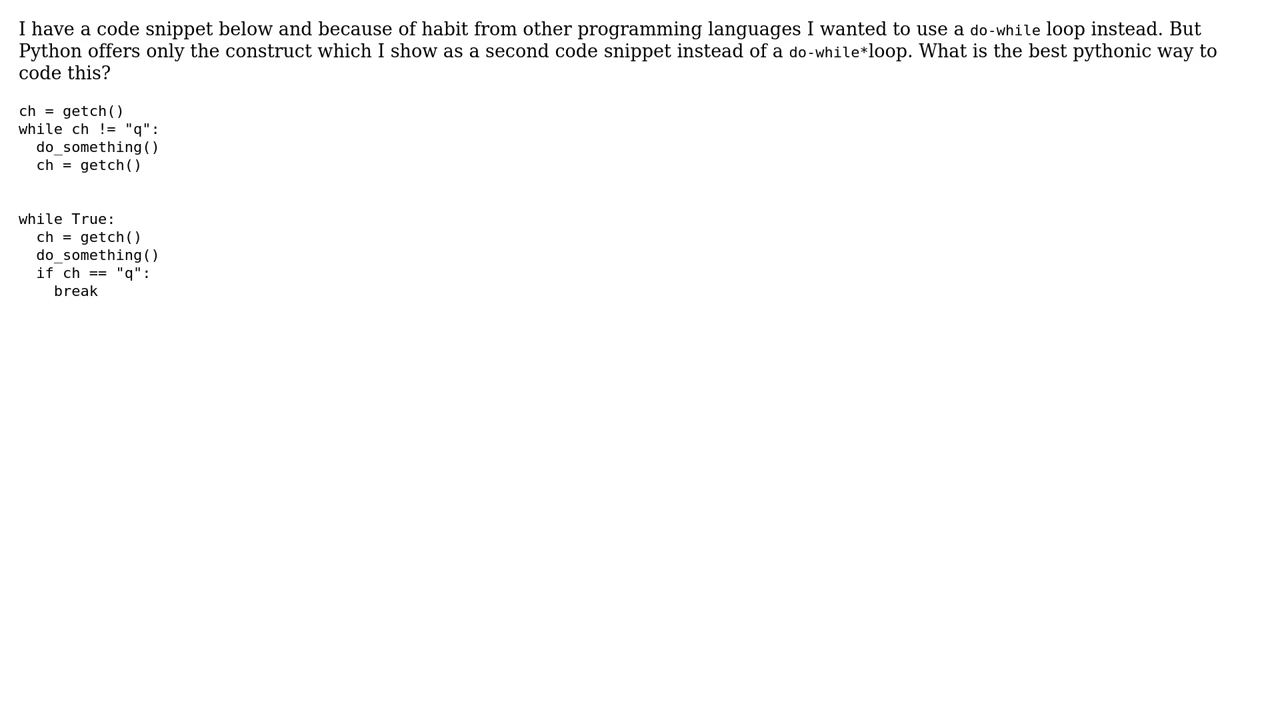 I have a code snippet below and because of habit from other programming languages I wanted to use a do-while loop instead. But
Python offers only the construct which I show as a second code snippet instead of a do-while*loop. What is the best pythonic way to
code this?
ch = getch()
while ch != "q":
  do_something()
  ch = getch()
while True:
  ch = getch()
  do_something()
  if ch == "q":
    break